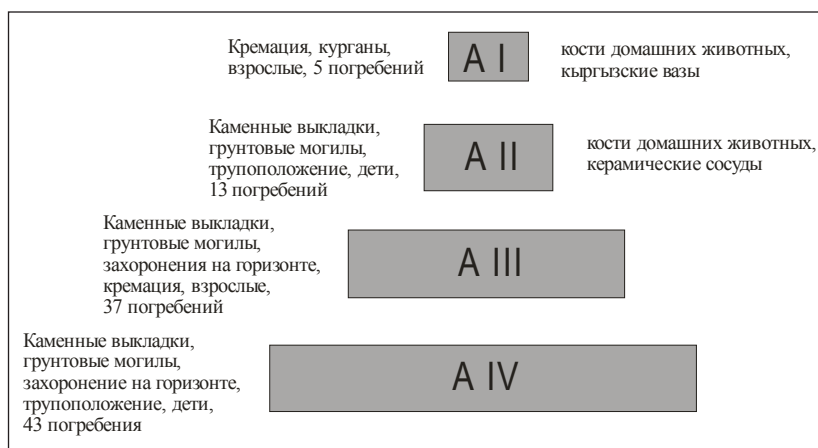 Кремация, курганы,
взрослые, 5 погребений
A I
кости домашних животных,
кыргызские вазы
Каменные выкладки,
грунтовые могилы,
трупоположение, дети,
13 погребений
A II
кости домашних животных,
керамические сосуды
Каменные выкладки,
грунтовые могилы,
захоронения на горизонте,
кремация, взрослые,
37 погребений
A III
Каменные выкладки,
грунтовые могилы,
захоронение на горизонте,
трупоположение, дети,
43 погребения
A IV